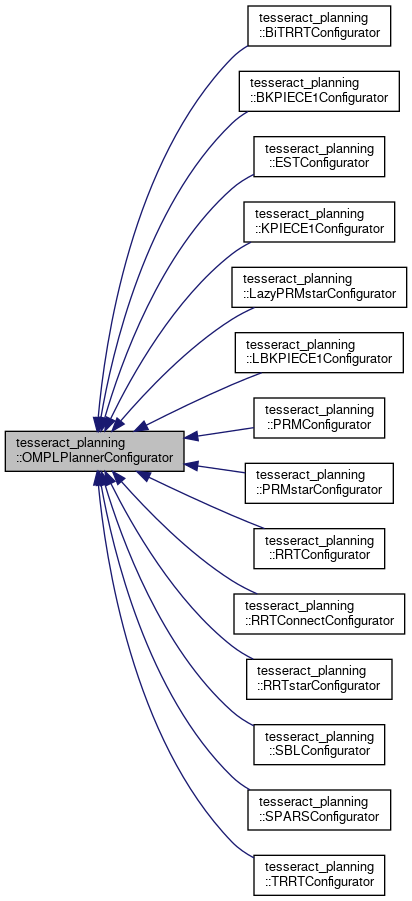 tesseract_planning
::BiTRRTConfigurator
tesseract_planning
::BKPIECE1Configurator
tesseract_planning
::ESTConfigurator
tesseract_planning
::KPIECE1Configurator
tesseract_planning
::LazyPRMstarConfigurator
tesseract_planning
::LBKPIECE1Configurator
tesseract_planning
::PRMConfigurator
tesseract_planning
::OMPLPlannerConfigurator
tesseract_planning
::PRMstarConfigurator
tesseract_planning
::RRTConfigurator
tesseract_planning
::RRTConnectConfigurator
tesseract_planning
::RRTstarConfigurator
tesseract_planning
::SBLConfigurator
tesseract_planning
::SPARSConfigurator
tesseract_planning
::TRRTConfigurator